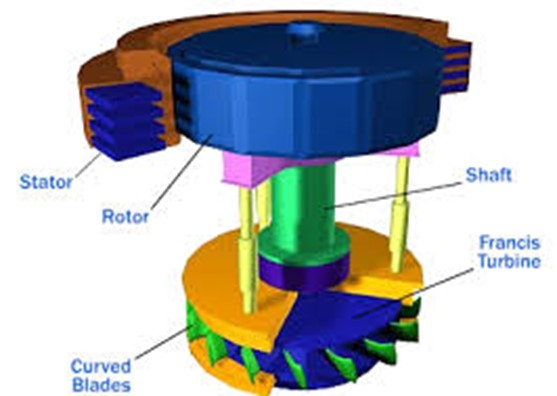 Stator
Rotor
Shaft
Francis
Turbine
Curved
Blades